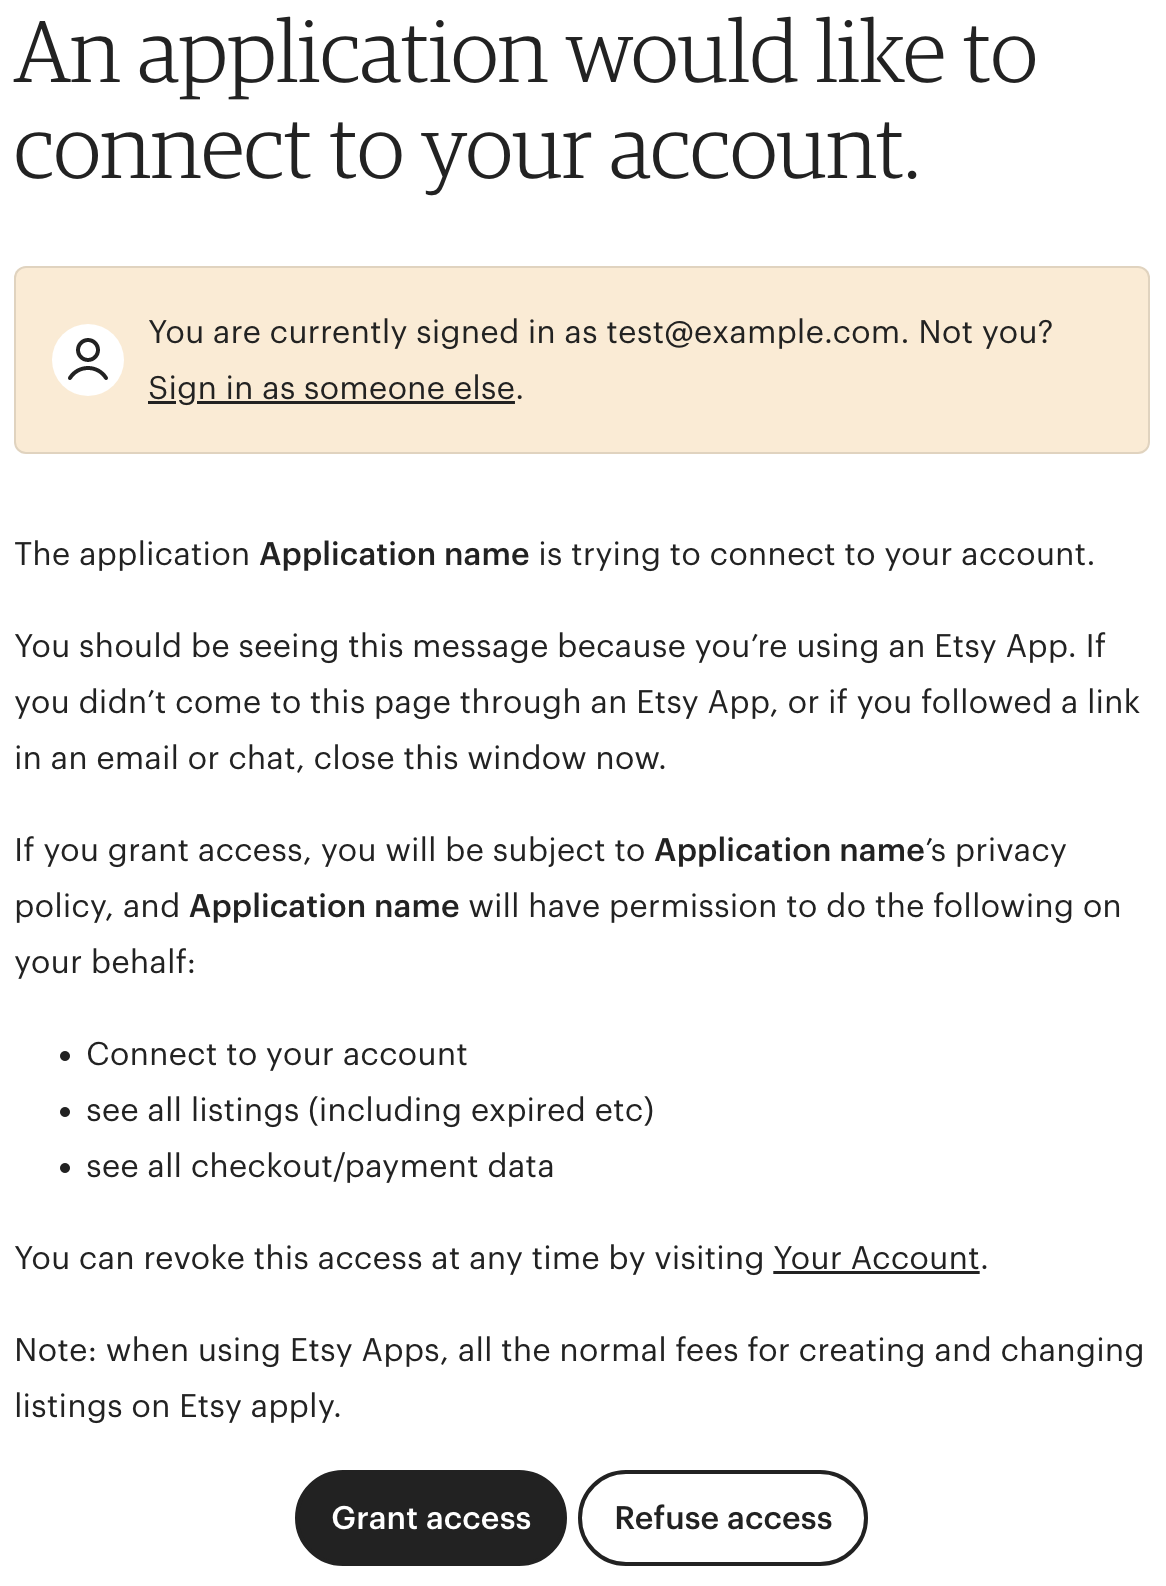 An application would like to
connect to your account.
You are currently signed in as test@example.com. Not you?
Sign in as someone else.
The application Application name is trying to connect to your account.
You should be seeing this message because you’re using an Etsy App. If
you didn’t come to this page through an Etsy App, or if you followed a link
in an email or chat, close this window now.
If you grant access, you will be subject to Application name’s privacy
policy, and Application name will have permission to do the following on
your behalf:
• Connect to your account
• see all listings (including expired etc)
• see all checkout/payment data
You can revoke this access at any time by visiting Your Account.
Note: when using Etsy Apps, all the normal fees for creating and changing
listings on Etsy apply.
Grant access Refuse access